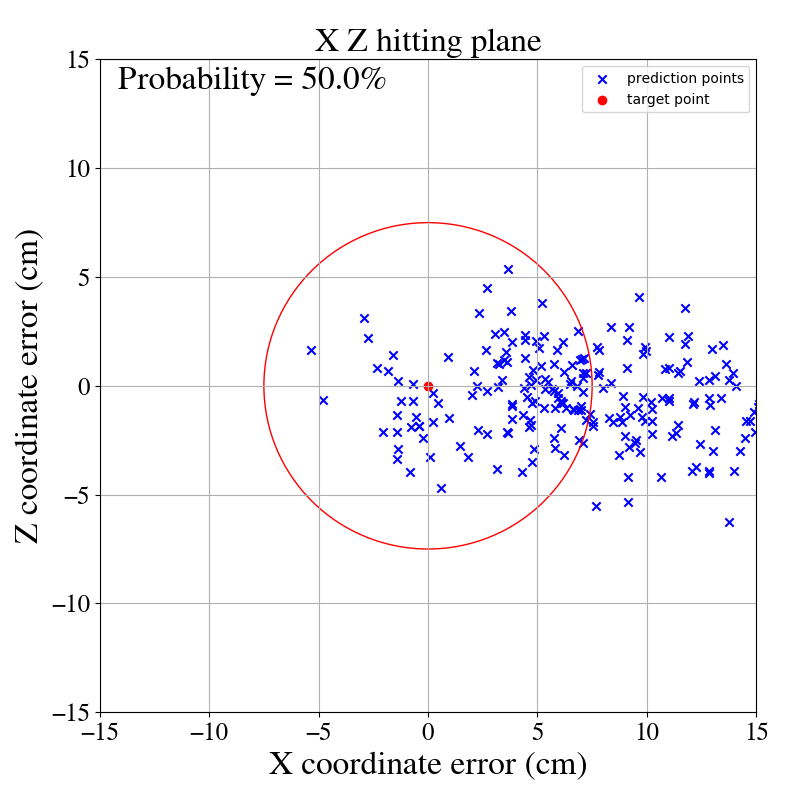 X Z hitting plane
Probability = 50.0%
prediction points
target point
Z coordinate error (cm)
15
10
5
0
−5
−10
−15
−15
−10
−5
0
5
10
15
X coordinate error (cm)